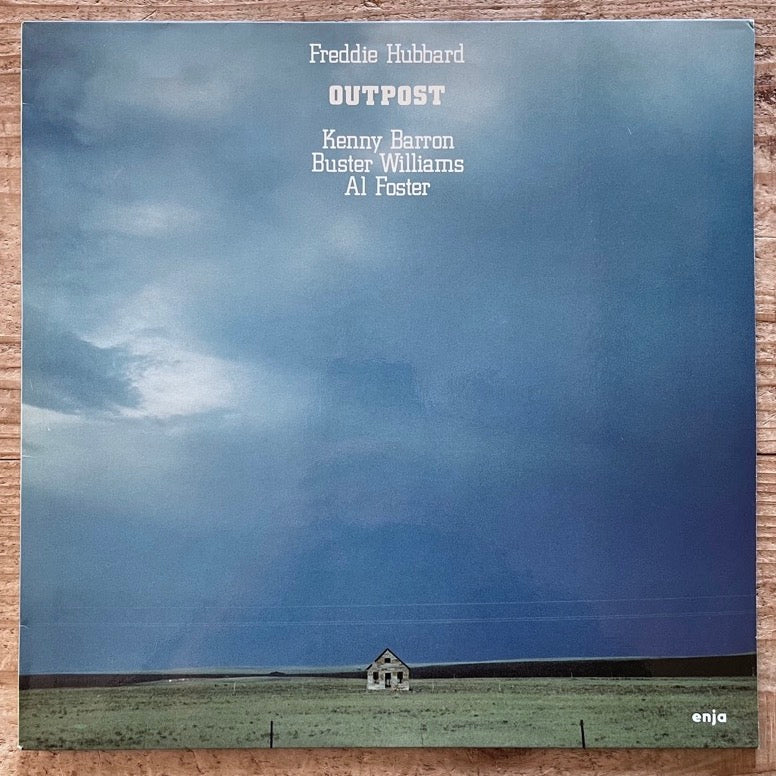 Freddie Hubbard
OUTPOST
Kenny Barron
Buster Williams
Al Foster
enja